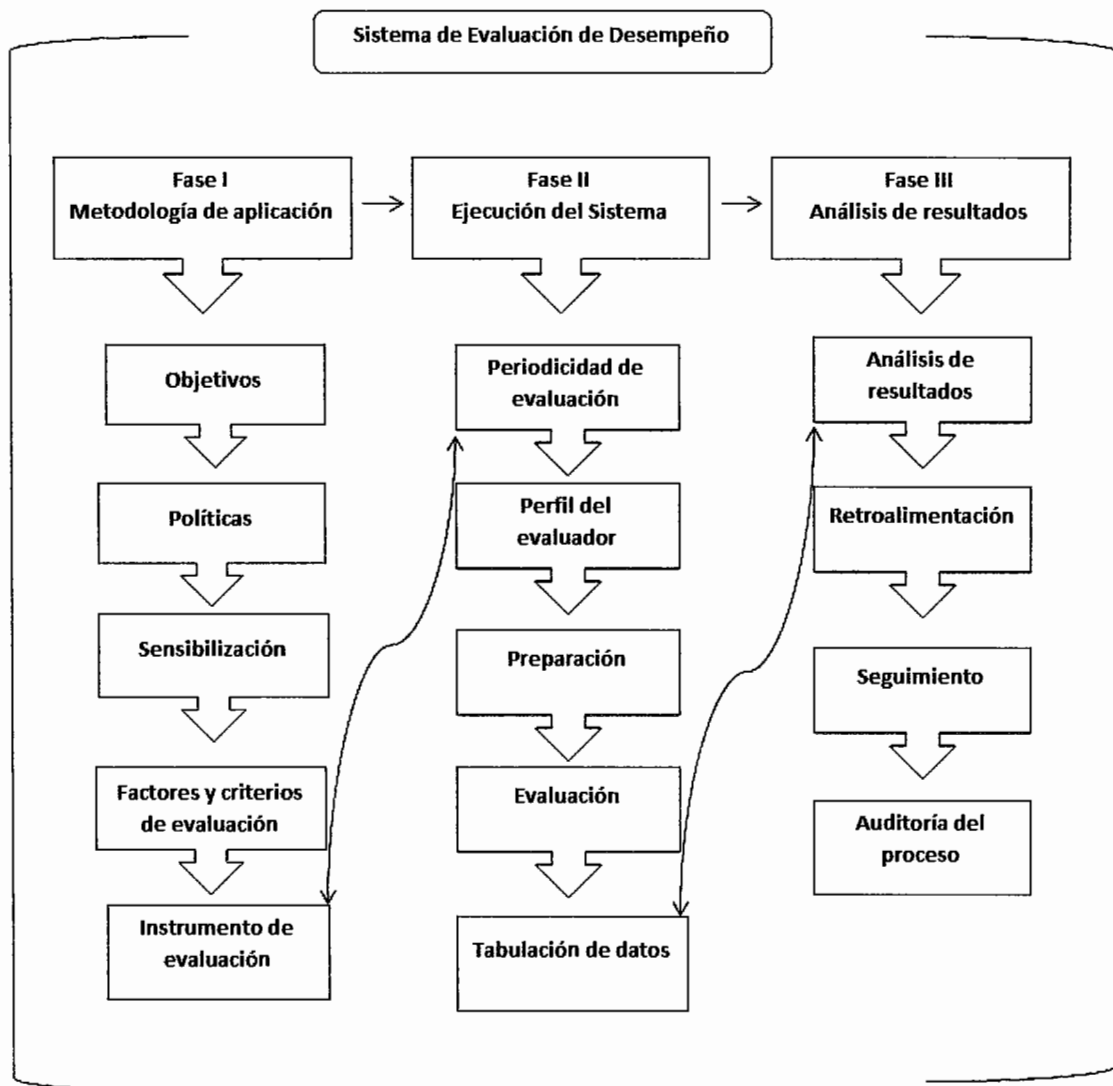 Sistema de Evaluación de Desempeño
Fase I
Metodología de aplicación
Fase II
Ejecución del Sistema
Fase III
Análisis de resultados
Objetivos
Políticas
Sensibilización
Factores y criterios
de evaluación
Instrumento de
evaluación
Periodicidad de
evaluación
Perfil del
evaluador
Preparación
Evaluación
Tabulación de datos
Análisis de
resultados
Retroalimentación
Seguimiento
Auditoría del
proceso